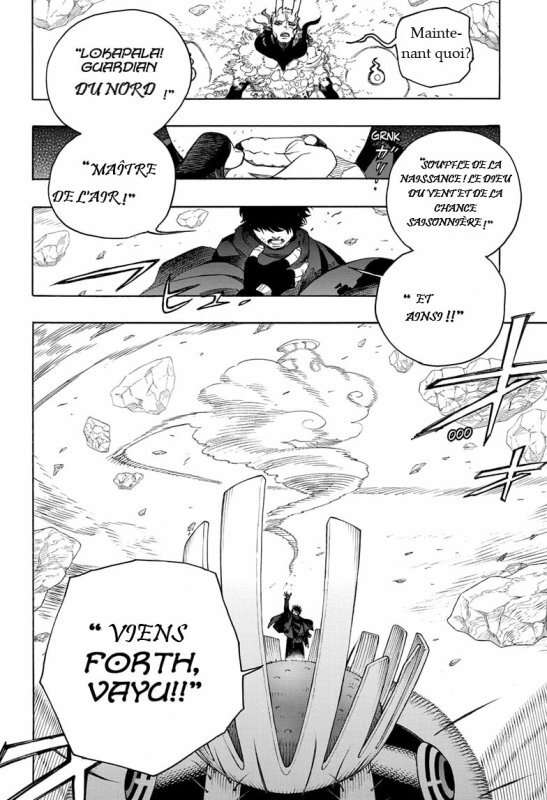 Mainte-
nant quoi?
"LOKAPALA!
GUARDIAN
DU NORD !"
GRNK
"SOUFFLE DE LA
NAISSANCE ! LE DIEU
DU VENT ET DE LA
CHANCE
SAISONNIÈRE !"
"MAÎTRE
DE L'AIR !"
" ET
AINSI !!"
OOO
" VIENS
FORTH,
VAYU!!"